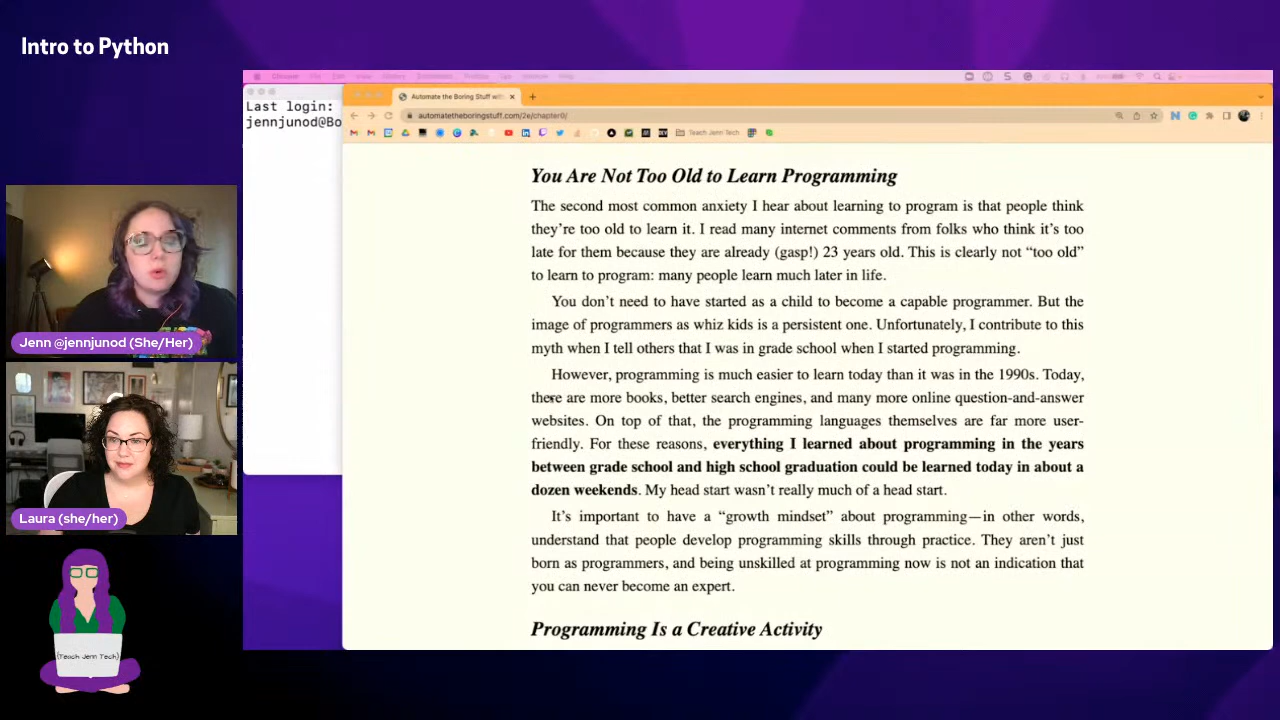 Intro to Python
Last login:
jennjunod@Bo
Automate the Boring Stuff with
automatetheboringstuff.com/2e/chapter0/
Teach Jenn Tech
You Are Not Too Old to Learn Programming
The second most common anxiety I hear about learning to program is that people think
they’re too old to learn it. I read many internet comments from folks who think it’s too
late for them because they are already (gasp!) 23 years old. This is clearly not “too old”
to learn to program: many people learn much later in life.
You don’t need to have started as a child to become a capable programmer. But the
image of programmers as whiz kids is a persistent one. Unfortunately, I contribute to this
myth when I tell others that I was in grade school when I started programming.
However, programming is much easier to learn today than it was in the 1990s. Today,
there are more books, better search engines, and many more online question-and-answer
websites. On top of that, the programming languages themselves are far more user-
friendly. For these reasons, everything I learned about programming in the years
between grade school and high school graduation could be learned today in about a
dozen weekends. My head start wasn’t really much of a head start.
It’s important to have a “growth mindset” about programming—in other words,
understand that people develop programming skills through practice. They aren’t just
born as programmers, and being unskilled at programming now is not an indication that
you can never become an expert.
Programming Is a Creative Activity
Jenn @jennjunod (She/Her)
Laura (she/her)
{Teach Jenn Tech}